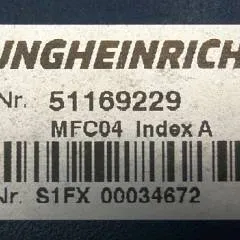 UNGHEINRICH
Nr. 51169229
MFC04 Index A
Nr. S1FX 00034672